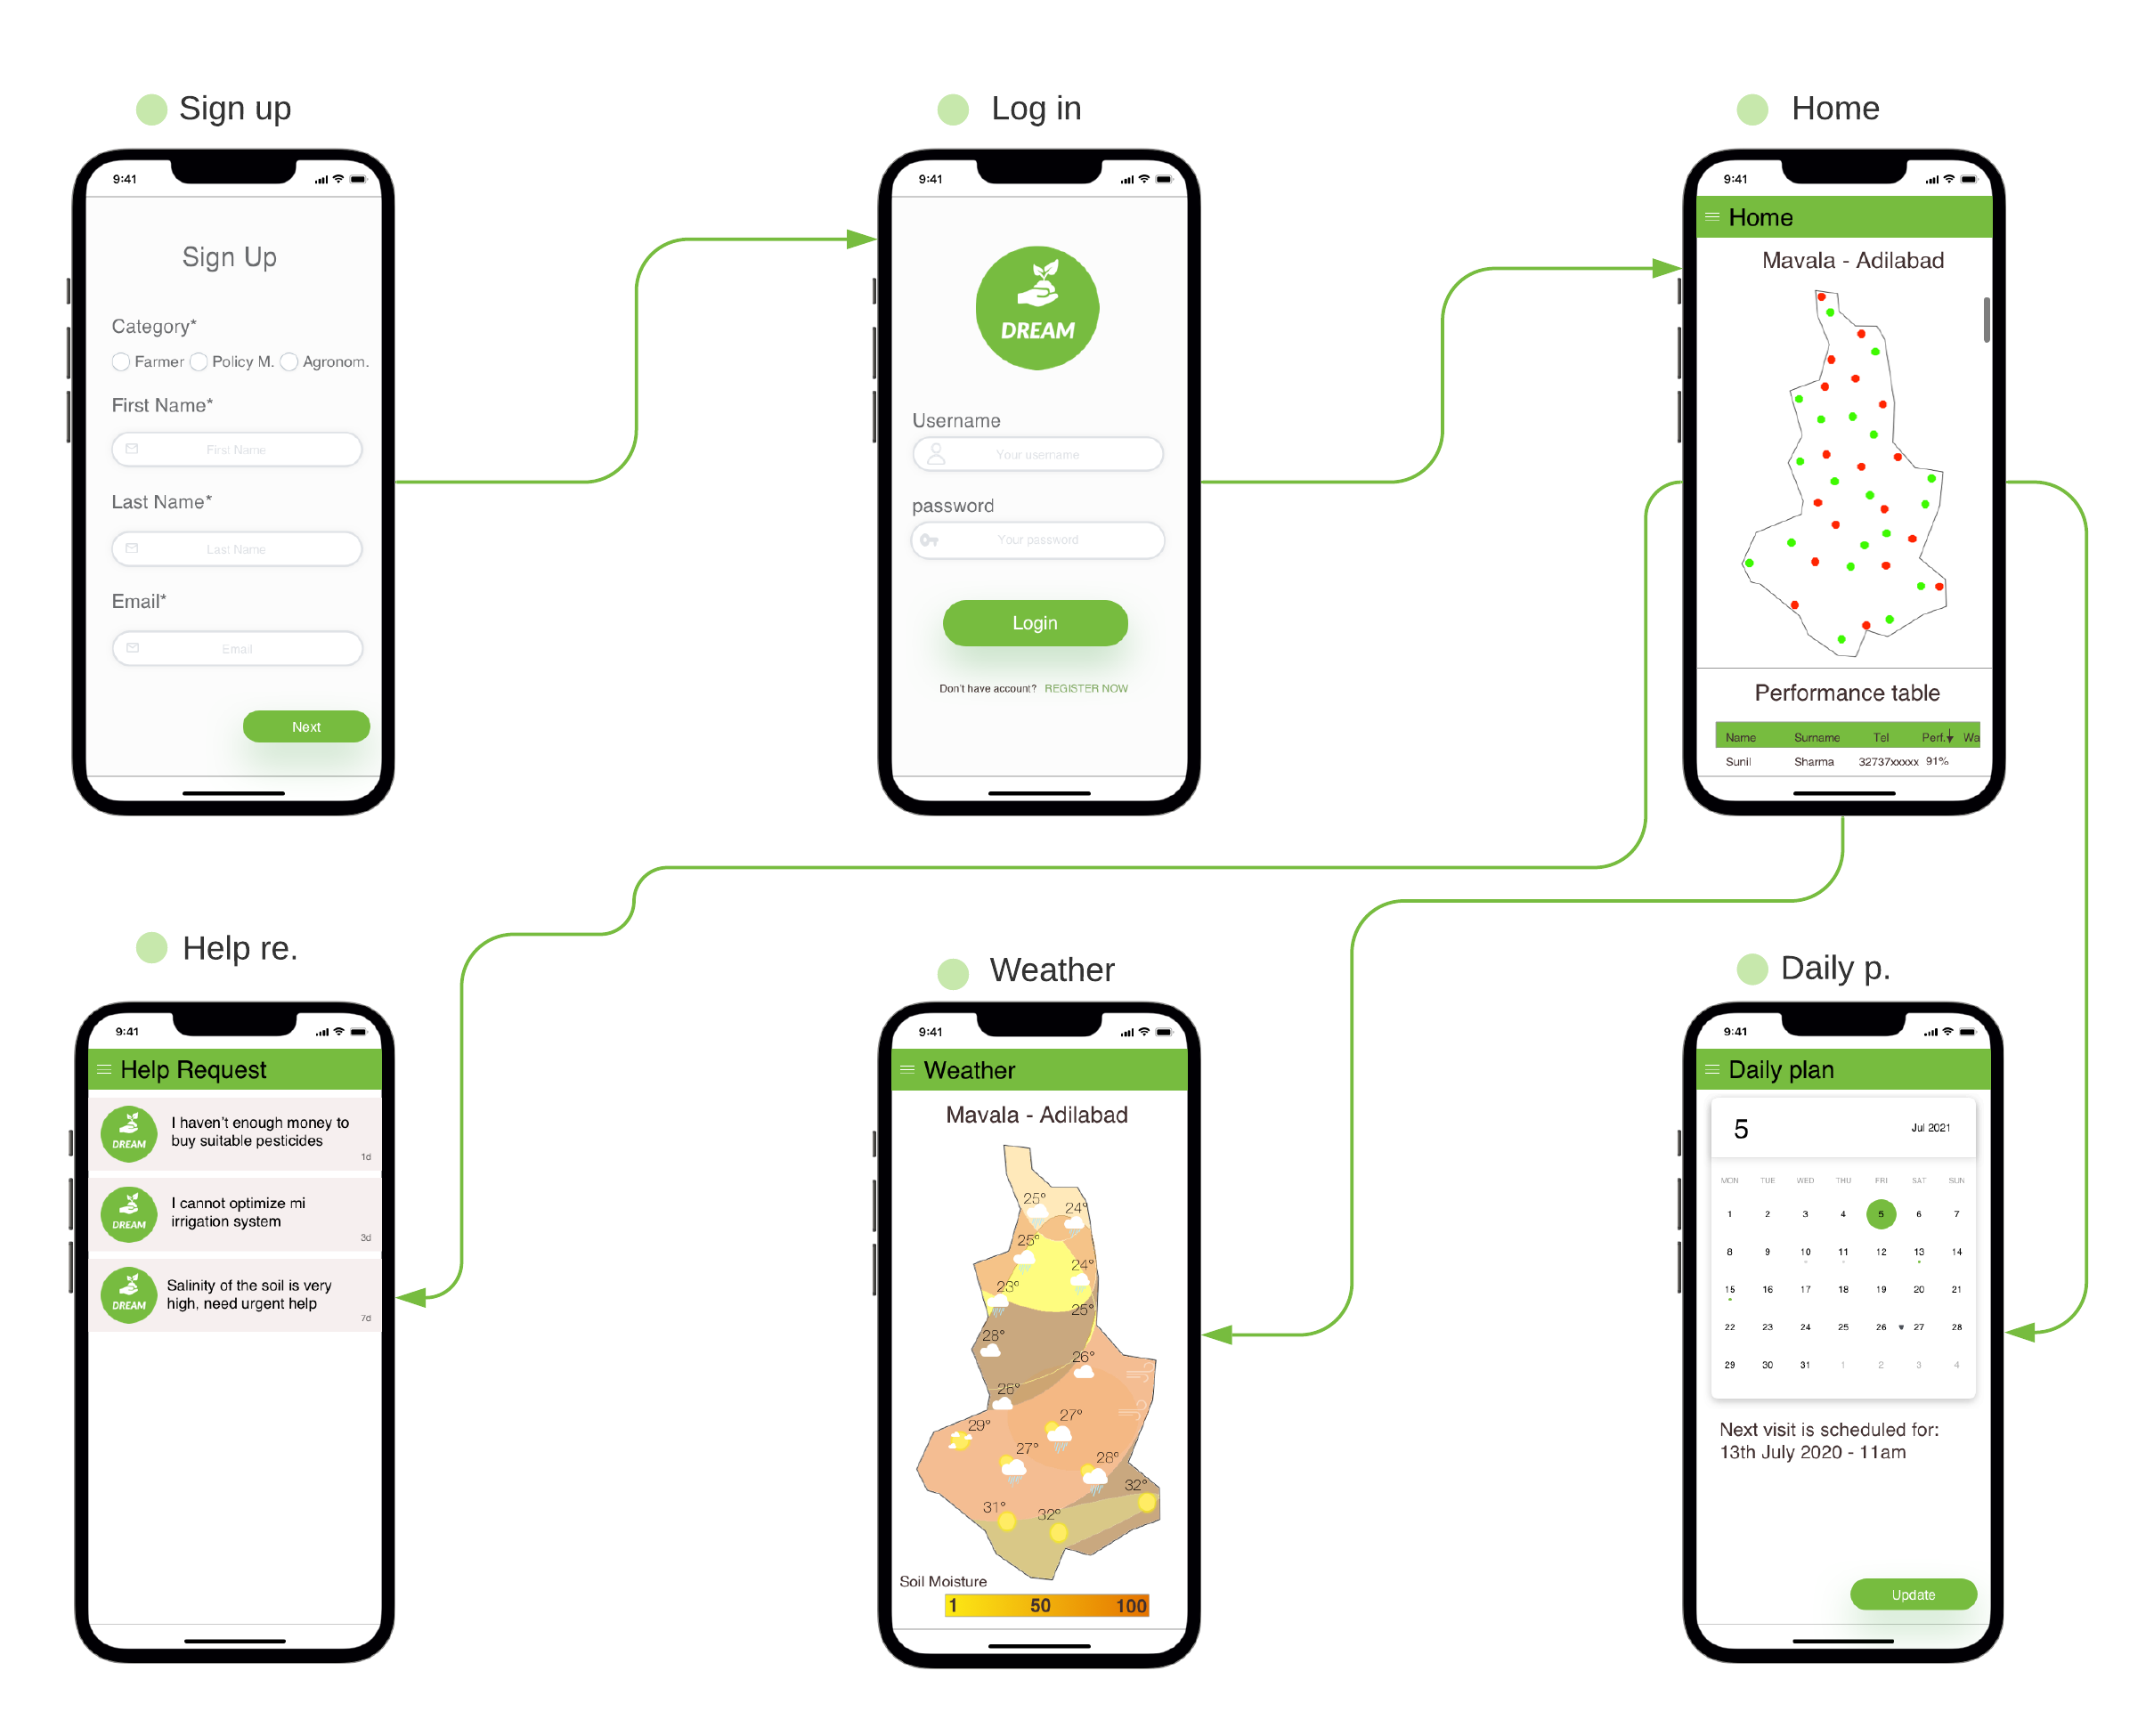 Sign up
9:41
Sign Up
Category*
Farmer Policy M. Agronom.
First Name*
First Name
Last Name*
Last Name
Email*
Email
Next
Log in
9:41
DREAM
Username
Your username
password
Your password
Login
Don't have account? REGISTER NOW
Home
9:41
Home
Mavala - Adilabad
Performance table
Name Surname Tel Perf. Wa
Sunil Sharma 32737xxxxx 91%
Help re.
9:41
Help Request
DREAM
I haven't enough money to
buy suitable pesticides
1d
DREAM
I cannot optimize mi
irrigation system
3d
DREAM
Salinity of the soil is very
high, need urgent help
7d
Weather
9:41
Weather
Mavala - Adilabad
25°
24°
25°
24°
23°
25°
28°
26°
26°
27°
29°
27°
28°
32°
31°
32°
Soil Moisture
1 50 100
Daily p.
9:41
Daily plan
5 Jul 2021
MON TUE WED THU FRI SAT SUN
1 2 3 4 5 6 7
8 9 10 11 12 13 14
15 16 17 18 19 20 21
22 23 24 25 26 27 28
29 30 31 1 2 3 4
Next visit is scheduled for:
13th July 2020 - 11am
Update